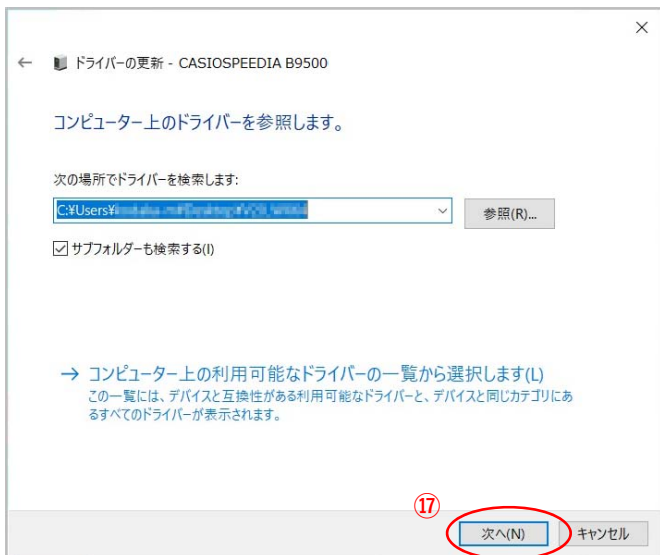 ← ドライバーの更新 - CASIOSPEEDIA B9500
コンピューター上のドライバーを参照します。
次の場所でドライバーを検索します:
C:¥Users¥
参照(R)...
サブフォルダーも検索する(I)
→ コンピューター上の利用可能なドライバーの一覧から選択します(L)
この一覧には、デバイスと互換性がある利用可能なドライバーと、デバイスと同じカテゴリにあ
るすべてのドライバーが表示されます。
⑰
次へ(N)
キャンセル